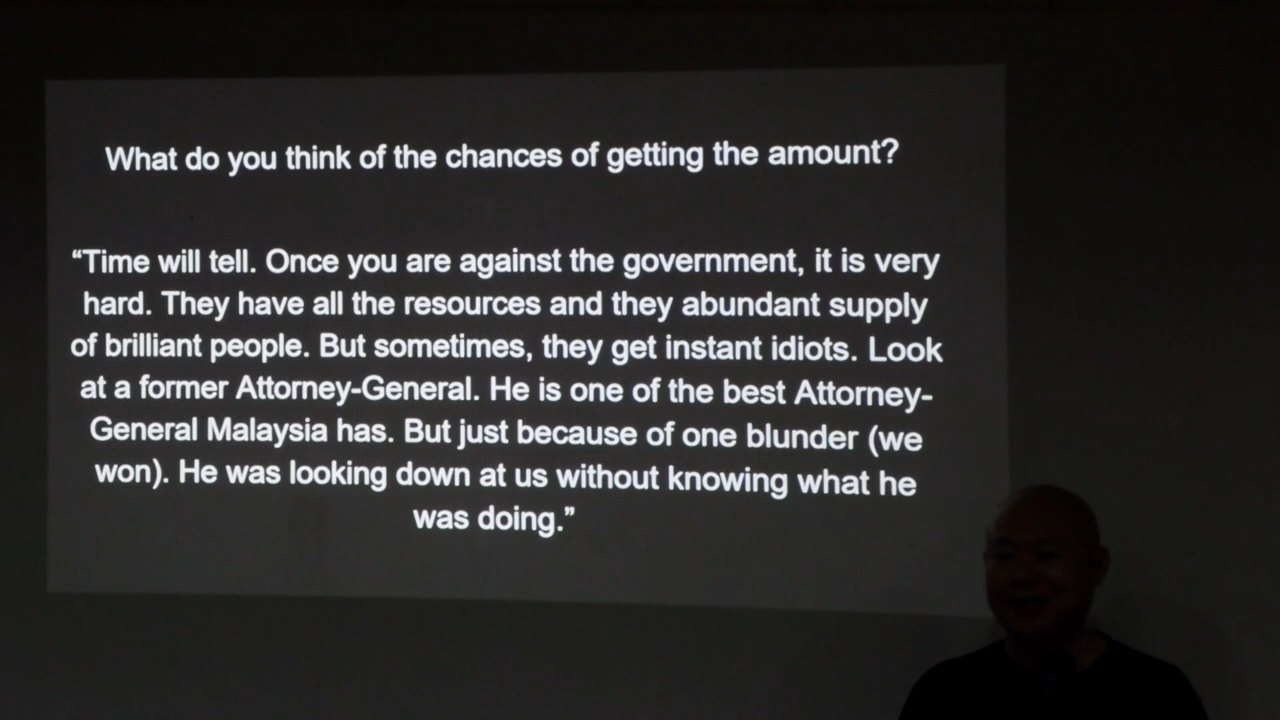 What do you think of the chances of getting the amount?
“Time will tell. Once you are against the government, it is very
hard. They have all the resources and they abundant supply
of brilliant people. But sometimes, they get instant idiots. Look
at a former Attorney-General. He is one of the best Attorney-
General Malaysia has. But just because of one blunder (we
won). He was looking down at us without knowing what he
was doing.”